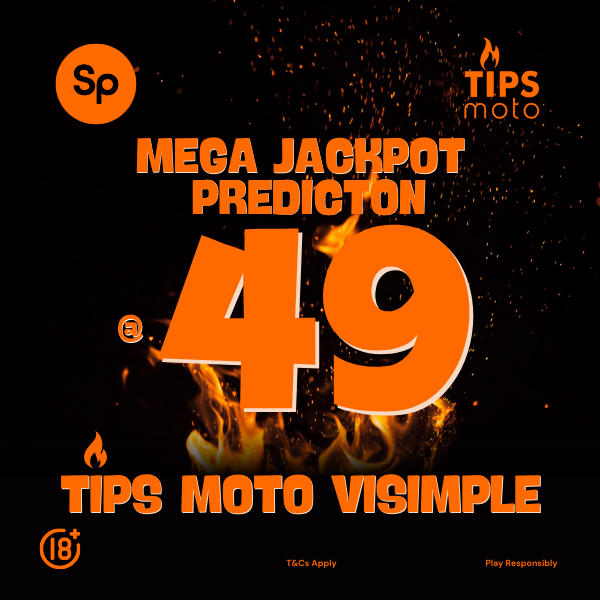 Sp
TIPS
moto
MEGA JACKPOT
PREDICTON
@ 49
TIPS MOTO VISIMPLE
18+
T&Cs Apply
Play Responsibly